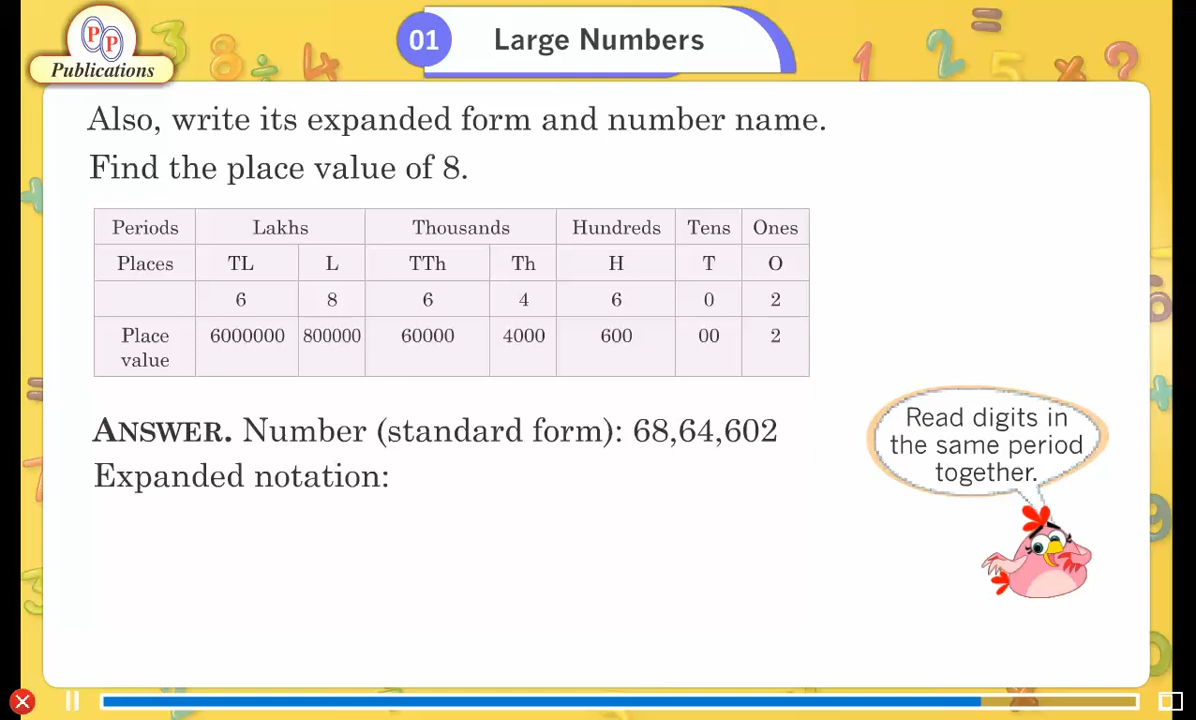 PP
Publications
01 Large Numbers
Also, write its expanded form and number name.
Find the place value of 8.
Periods Lakhs Thousands Hundreds Tens Ones
Places TL L TTh Th H T O
6 8 6 4 6 0 2
Place value 6000000 800000 60000 4000 600 00 2
ANSWER. Number (standard form): 68,64,602
Expanded notation:
Read digits in
the same period
together.